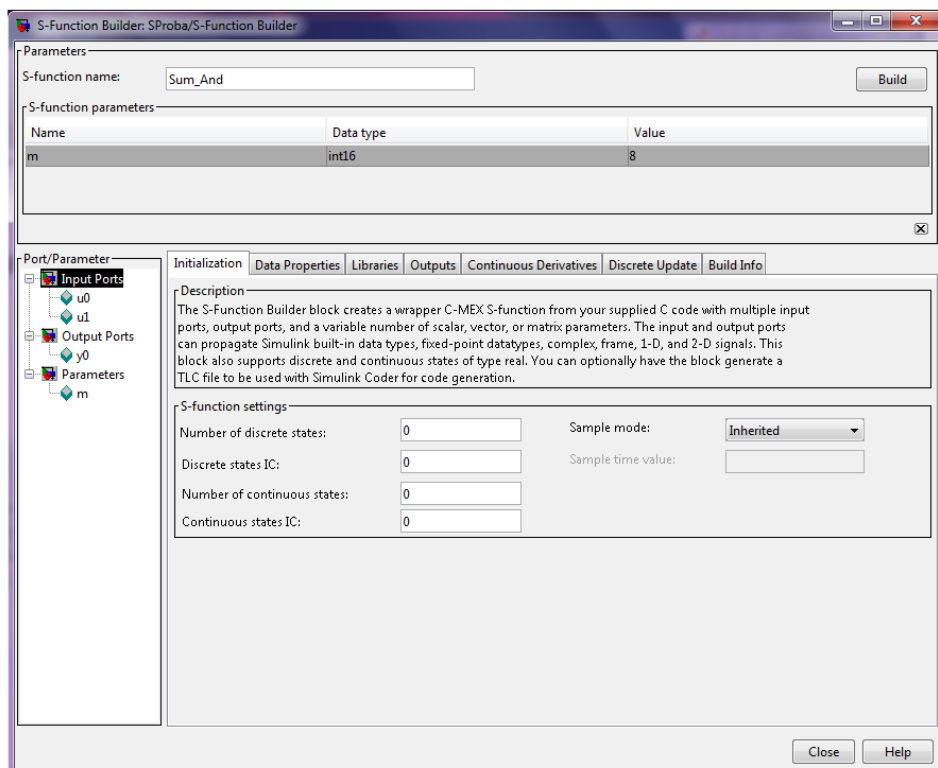 S-Function Builder: SProba/S-Function Builder
Parameters
S-function name: Sum_And Build
S-function parameters
Name Data type Value
m int16 8
Port/Parameter
Input Ports
u0
u1
Output Ports
y0
Parameters
m
Initialization Data Properties Libraries Outputs Continuous Derivatives Discrete Update Build Info
Description
The S-Function Builder block creates a wrapper C-MEX S-function from your supplied C code with multiple input
ports, output ports, and a variable number of scalar, vector, or matrix parameters. The input and output ports
can propagate Simulink built-in data types, fixed-point datatypes, complex, frame, 1-D, and 2-D signals. This
block also supports discrete and continuous states of type real. You can optionally have the block generate a
TLC file to be used with Simulink Coder for code generation.
S-function settings
Number of discrete states: 0 Sample mode: Inherited
Discrete states IC: 0 Sample time value:
Number of continuous states: 0
Continuous states IC: 0
Close Help